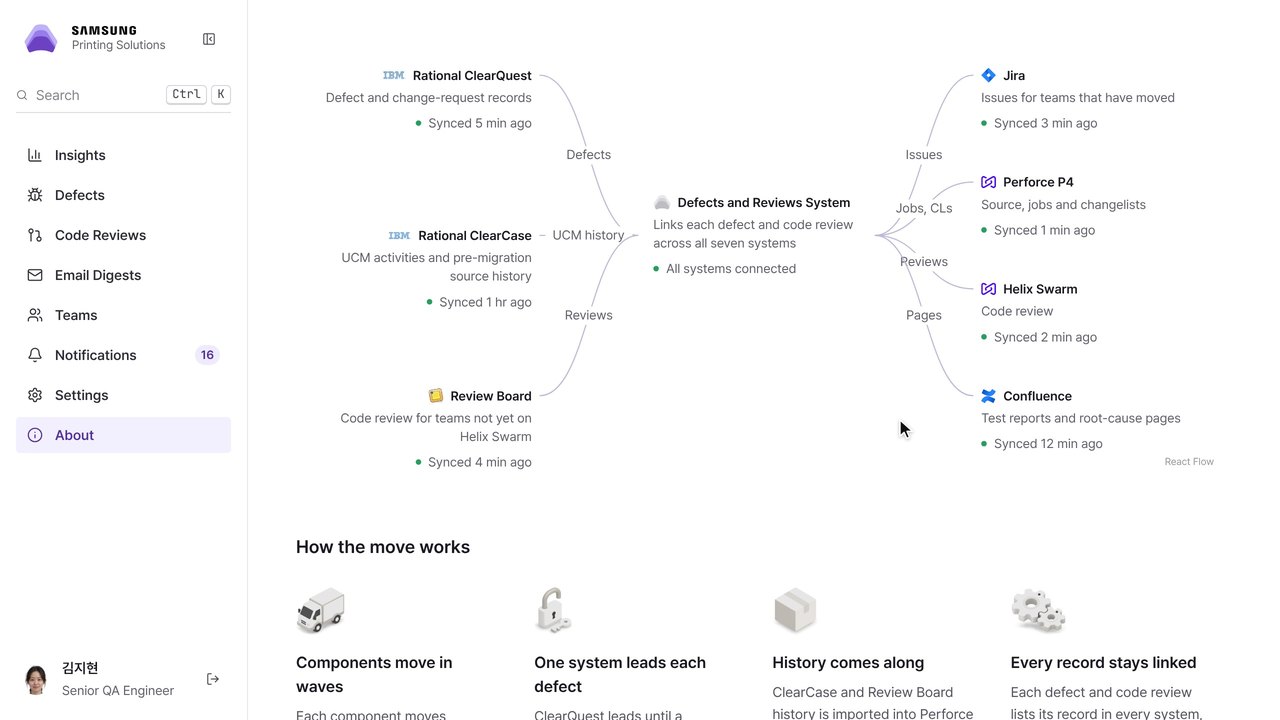 SAMSUNG
Printing Solutions
Search
Ctrl K
Insights
Defects
Code Reviews
Email Digests
Teams
Notifications 16
Settings
About
김지현
Senior QA Engineer
IBM Rational ClearQuest
Defect and change-request records
Synced 5 min ago
Defects
IBM Rational ClearCase
UCM activities and pre-migration
source history
Synced 1 hr ago
UCM history
Review Board
Code review for teams not yet on
Helix Swarm
Synced 4 min ago
Reviews
Defects and Reviews System
Links each defect and code review
across all seven systems
All systems connected
Issues
Jobs, CLs
Reviews
Pages
Jira
Issues for teams that have moved
Synced 3 min ago
Perforce P4
Source, jobs and changelists
Synced 1 min ago
Helix Swarm
Code review
Synced 2 min ago
Confluence
Test reports and root-cause pages
Synced 12 min ago
React Flow
How the move works
Components move in
waves
Each component moves
One system leads each
defect
ClearQuest leads until a
History comes along
ClearCase and Review Board
history is imported into Perforce
Every record stays linked
Each defect and code review
lists its record in every system,